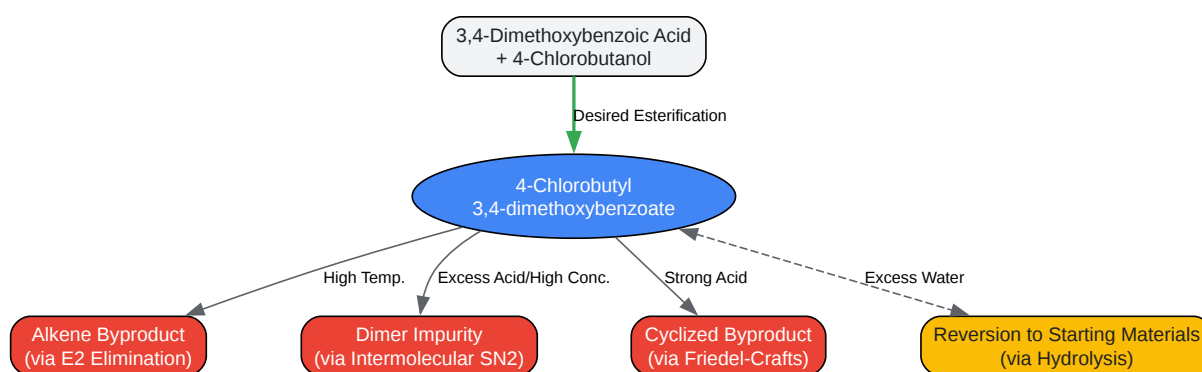 3,4-Dimethoxybenzoic Acid
+ 4-Chlorobutanol
Desired Esterification
4-Chlorobutyl
3,4-dimethoxybenzoate
High Temp.
Excess Acid/High Conc.
Strong Acid
Excess Water
Alkene Byproduct
(via E2 Elimination)
Dimer Impurity
(via Intermolecular SN2)
Cyclized Byproduct
(via Friedel-Crafts)
Reversion to Starting Materials
(via Hydrolysis)